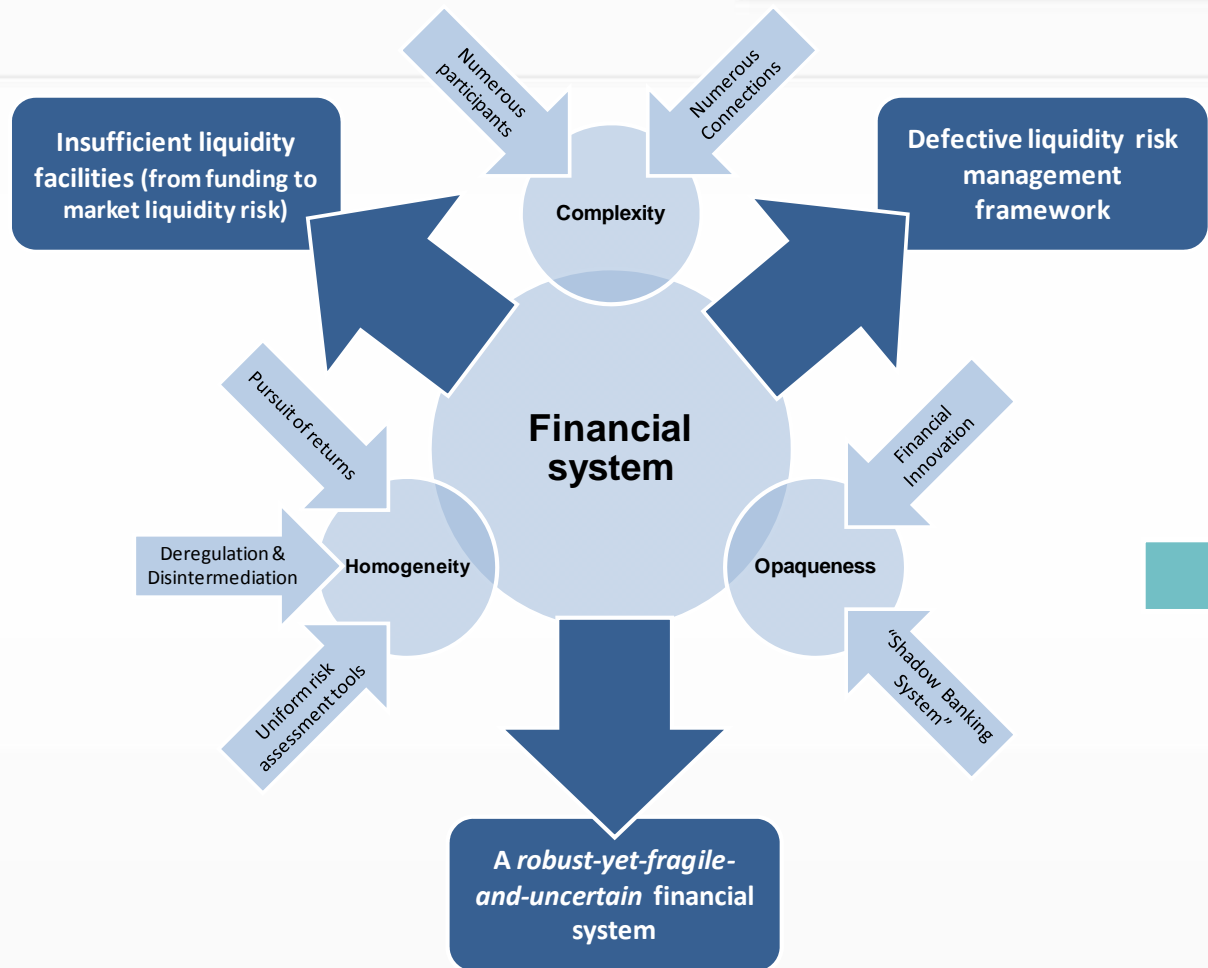 Numerous
participants
Numerous
Connections
Insufficient liquidity
facilities (from funding to
market liquidity risk)
Defective liquidity risk
management
framework
Complexity
Pursuit of returns
Financial
Innovation
Financial
system
Deregulation &
Disintermediation
Homogeneity
Opaqueness
Uniform risk
assessment tools
“Shadow Banking
System”
A robust-yet-fragile-
and-uncertain financial
system